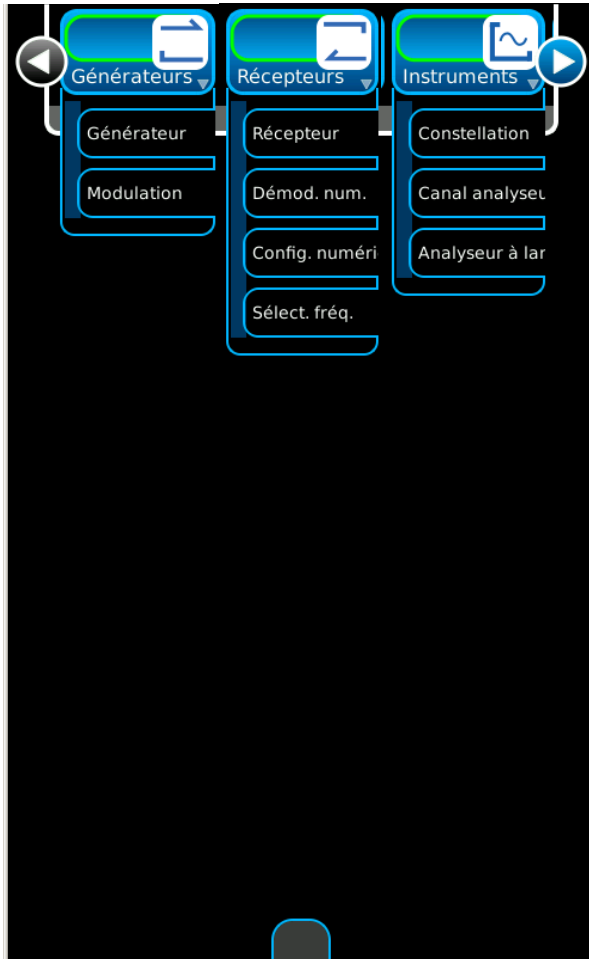 Générateurs
Récepteurs
Instruments
Générateur
Modulation
Récepteur
Démod. num.
Config. numéri
Sélect. fréq.
Constellation
Canal analyseu
Analyseur à lar